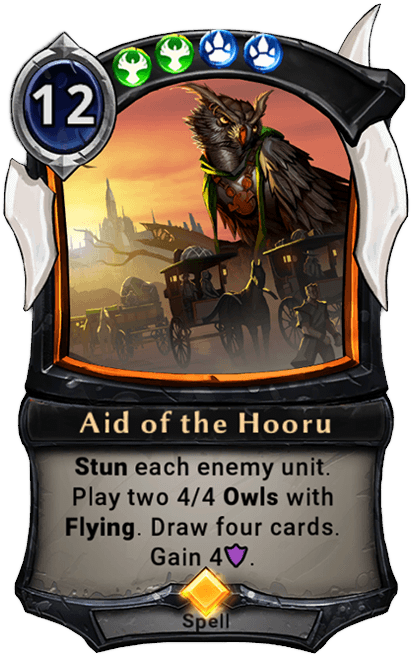 12
Aid of the Hooru
Stun each enemy unit.
Play two 4/4 Owls with
Flying. Draw four cards.
Gain 4.
Spell